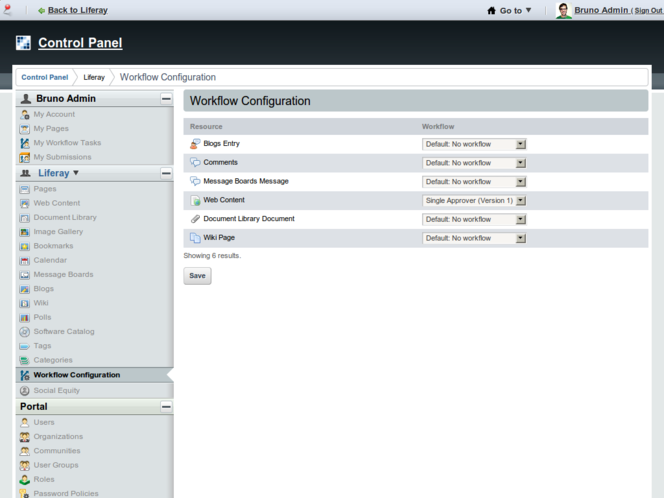 Back to Liferay
Go to ▼
Bruno Admin (Sign Out
Control Panel
Control Panel
Liferay
Workflow Configuration
Bruno Admin
My Account
My Pages
My Workflow Tasks
My Submissions
Liferay ▼
Pages
Web Content
Document Library
Image Gallery
Bookmarks
Calendar
Message Boards
Blogs
Wiki
Polls
Software Catalog
Tags
Categories
Workflow Configuration
Social Equity
Portal
Users
Organizations
Communities
User Groups
Roles
Password Policies
Workflow Configuration
Resource Workflow
Blogs Entry Default: No workflow
Comments Default: No workflow
Message Boards Message Default: No workflow
Web Content Single Approver (Version 1)
Document Library Document Default: No workflow
Wiki Page Default: No workflow
Showing 6 results.
Save